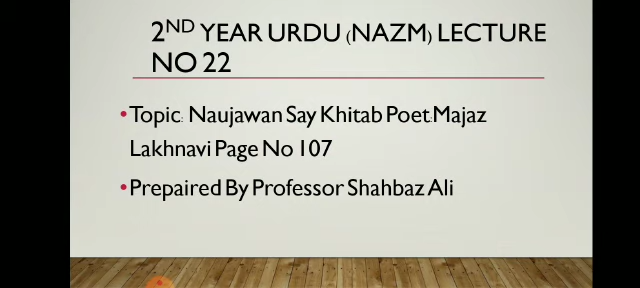 2ND YEAR URDU (NAZM) LECTURE
NO 22
•Topic: Naujawan Say Khitab Poet:Majaz
Lakhnavi Page No 107
•Prepaired By Professor Shahbaz Ali